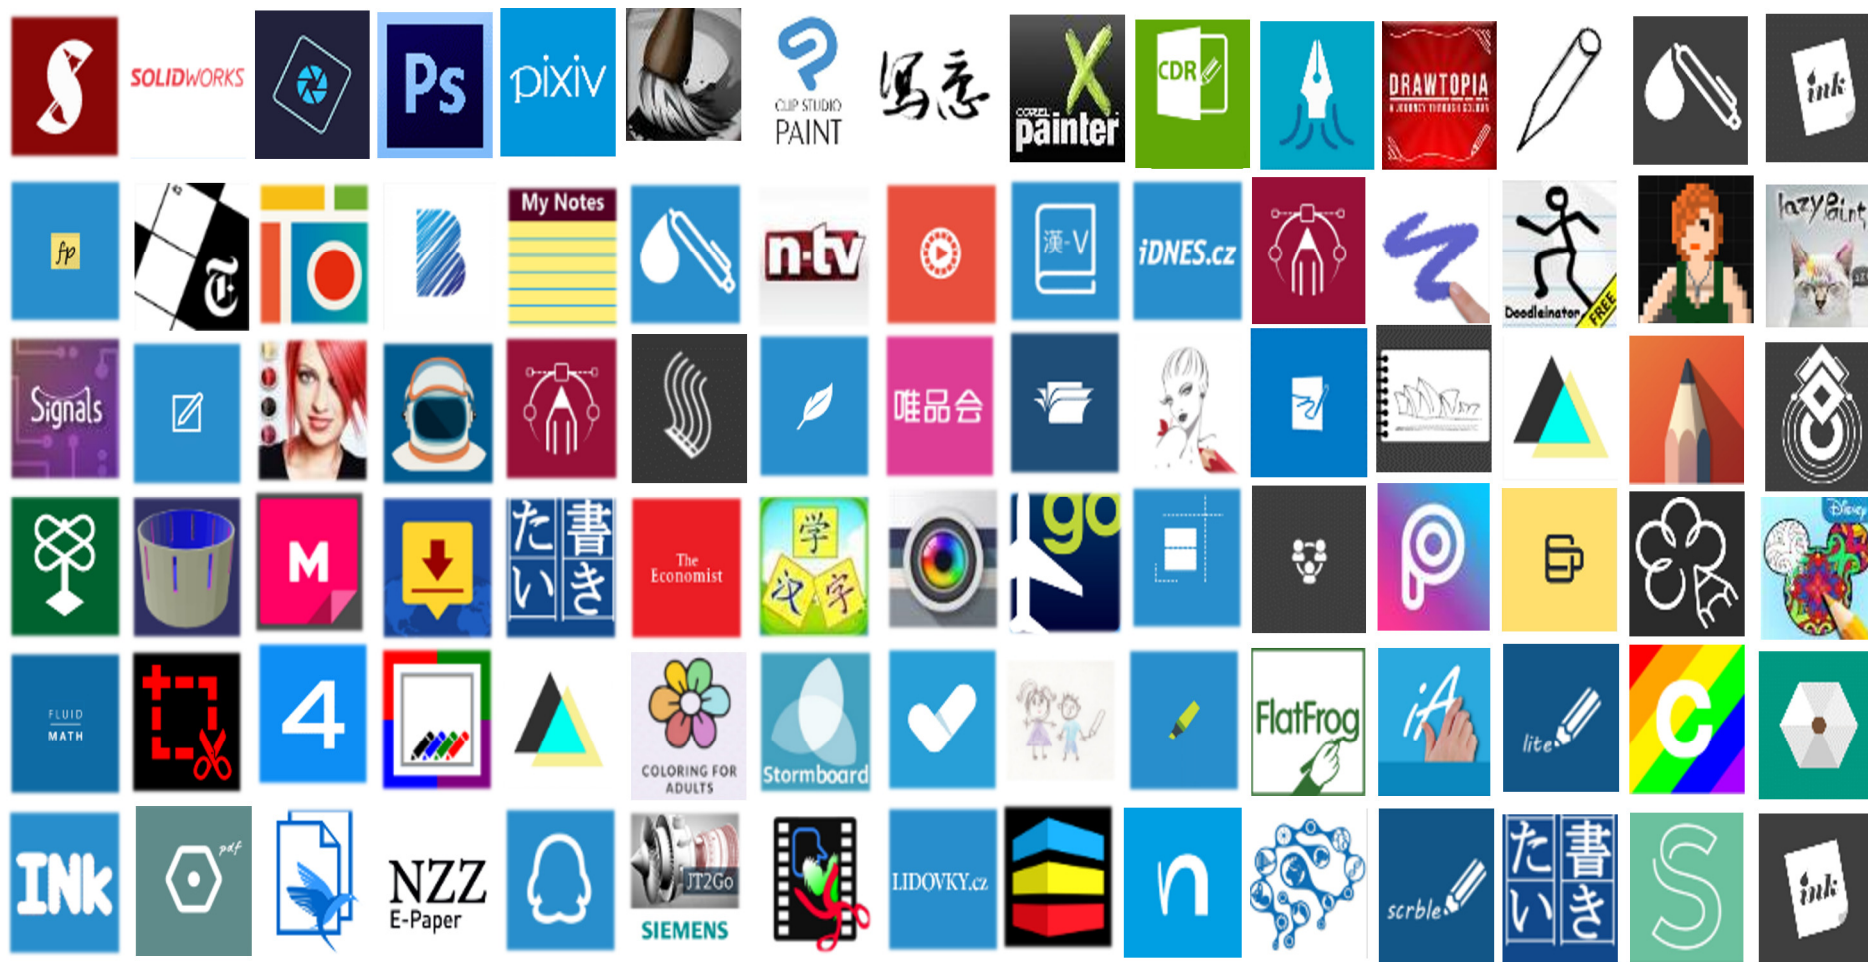 SOLIDWORKS
Ps
pixiv
CLIP STUDIO
PAINT
写意
COREL
painter
X
CDR
DRAWTOPIA
A JOURNEY THROUGH COLOUR
ink
fp
My Notes
n-tv
漢-V
iDNES.cz
Doodleinator
FREE
lazy Paint
Signals
唯品会
M
た書
いき
The
Economist
学
汉字
go
Disney
FLUID
MATH
4
COLORING FOR
ADULTS
Stormboard
FlatFrog
iA
lite
C
INK
pdf
NZZ
E-Paper
JT2Go
SIEMENS
LIDOVKY.cz
n
scrble
た書
いき
S
ink